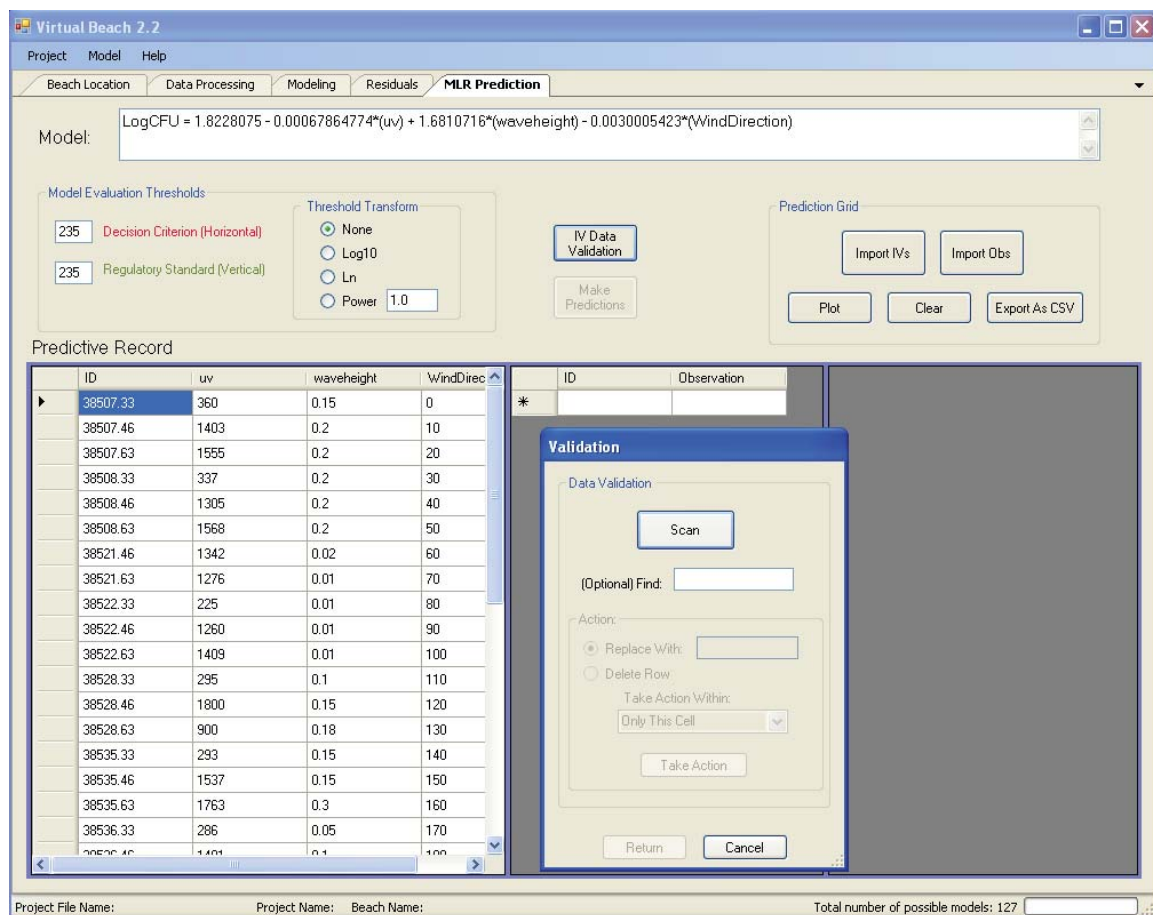 Virtual Beach 2.2
Project Model Help
Beach Location Data Processing Modeling Residuals MLR Prediction
Model:
LogCFU = 1.8228075 - 0.00067864774*(uv) + 1.6810716*(waveheight) - 0.0030005423*(WindDirection)
Model Evaluation Thresholds
235 Decision Criterion (Horizontal)
235 Regulatory Standard (Vertical)
Threshold Transform
None
Log10
Ln
Power 1.0
IV Data
Validation
Make
Predictions
Prediction Grid
Import IVs Import Obs
Plot Clear Export As CSV
Predictive Record
ID uv waveheight WindDirec
38507.33 360 0.15 0
38507.46 1403 0.2 10
38507.63 1555 0.2 20
38508.33 337 0.2 30
38508.46 1305 0.2 40
38508.63 1568 0.2 50
38521.46 1342 0.02 60
38521.63 1276 0.01 70
38522.33 225 0.01 80
38522.46 1260 0.01 90
38522.63 1409 0.01 100
38528.33 295 0.1 110
38528.46 1800 0.15 120
38528.63 900 0.18 130
38535.33 293 0.15 140
38535.46 1537 0.15 150
38535.63 1763 0.3 160
38536.33 286 0.05 170
ID Observation
*
Validation
Data Validation
Scan
(Optional) Find:
Action:
Replace With:
Delete Row
Take Action Within:
Only This Cell
Take Action
Return Cancel
Project File Name: Project Name: Beach Name: Total number of possible models: 127